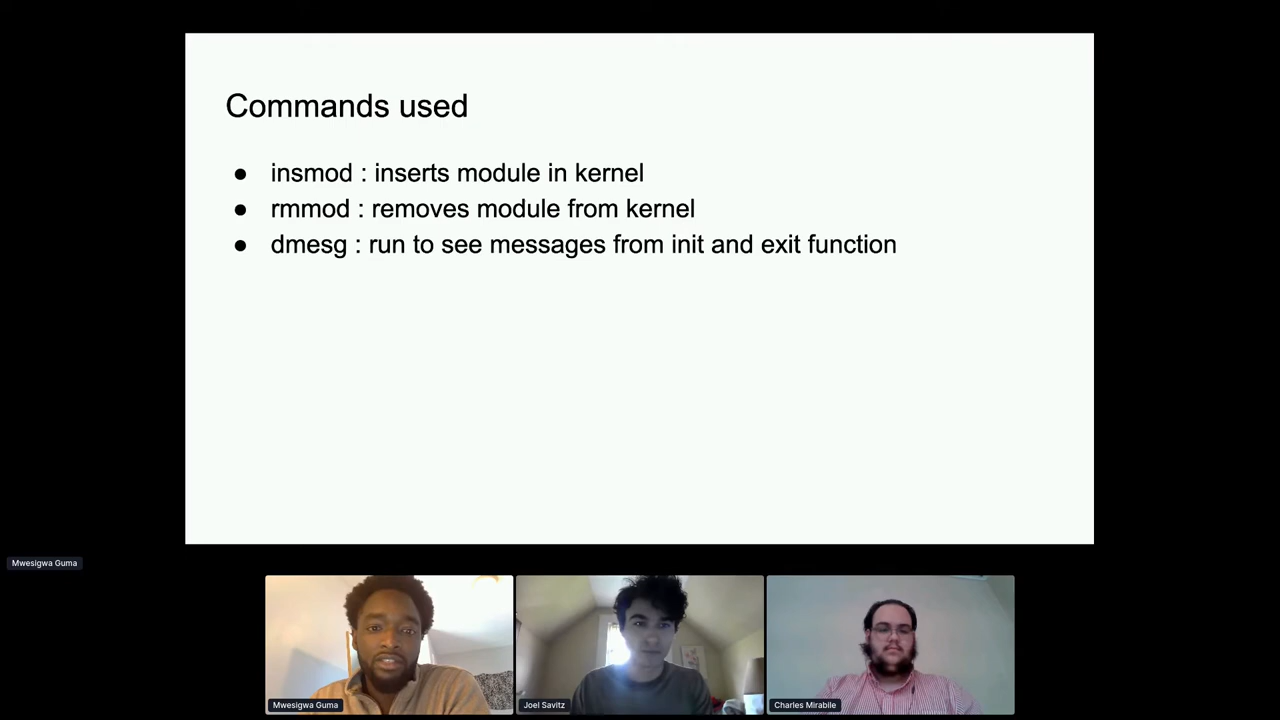 Commands used
● insmod : inserts module in kernel
● rmmod : removes module from kernel
● dmesg : run to see messages from init and exit function
Mwesigwa Guma
Mwesigwa Guma
Joel Savitz
Charles Mirabile